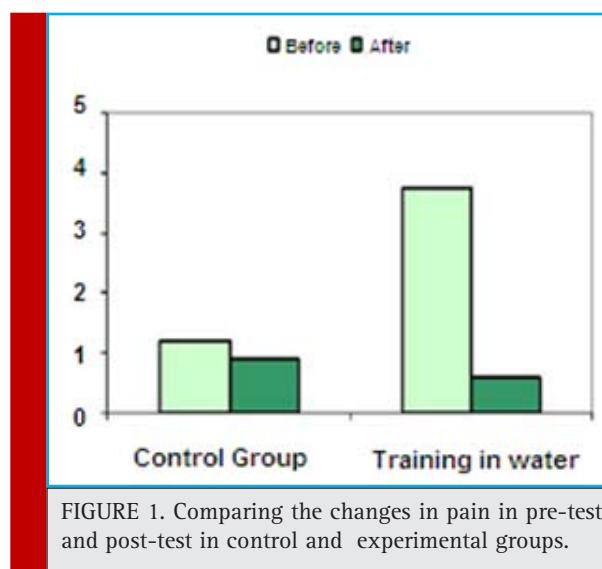 Before After
5
4
3
2
1
0
Control Group Training in water
FIGURE 1. Comparing the changes in pain in pre-test
and post-test in control and experimental groups.